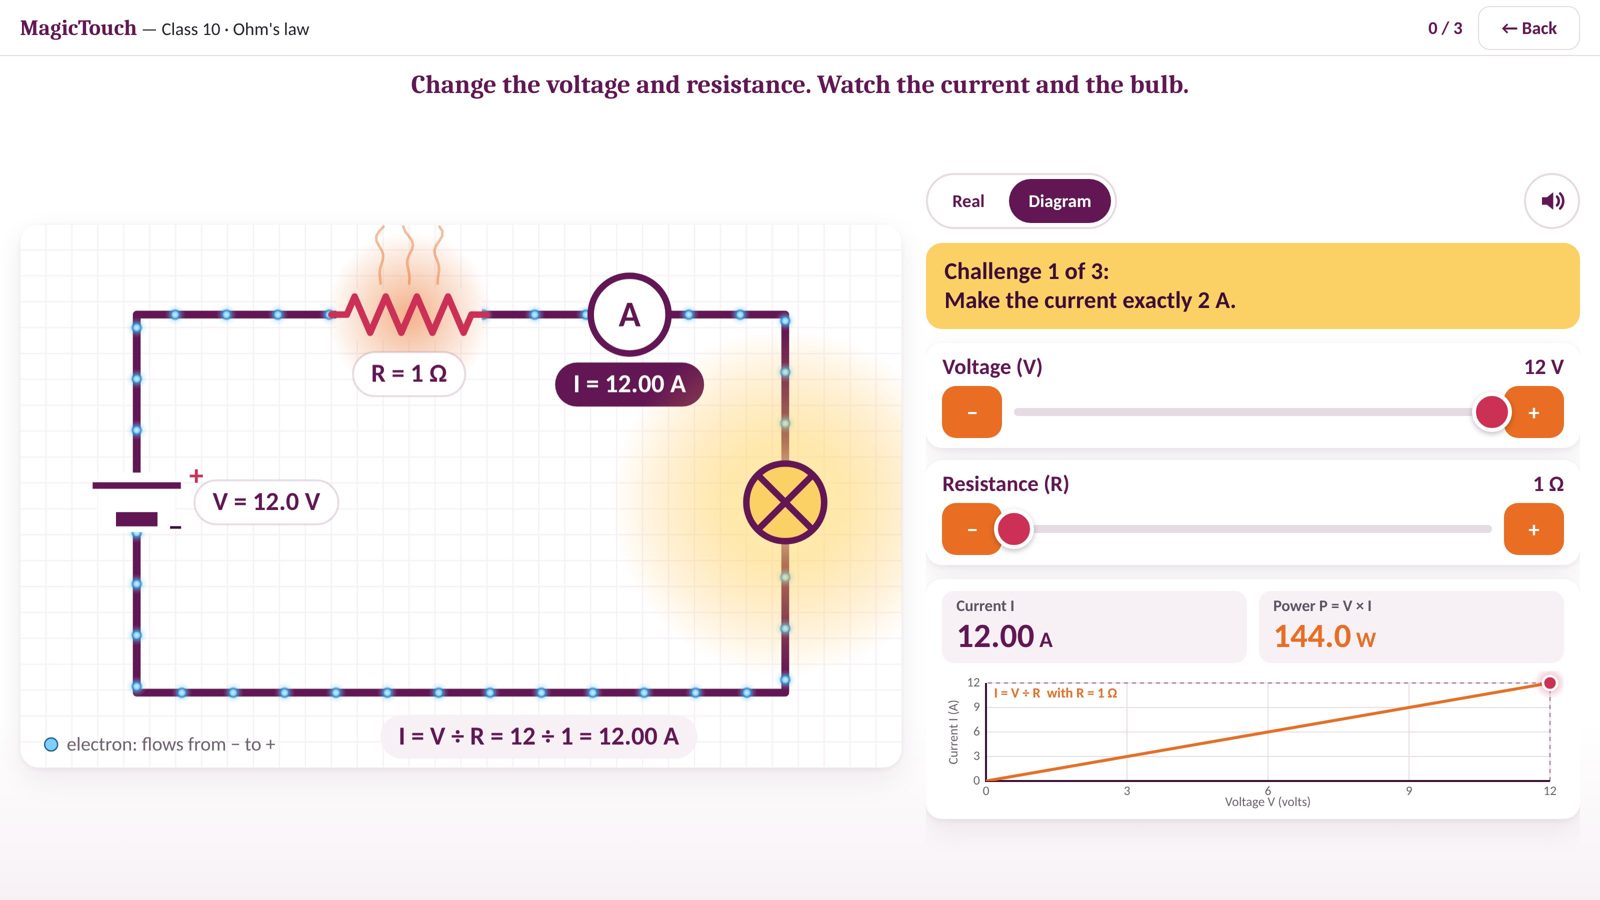 MagicTouch — Class 10 · Ohm's law
0 / 3
← Back
Change the voltage and resistance. Watch the current and the bulb.
Real
Diagram
Challenge 1 of 3:
Make the current exactly 2 A.
Voltage (V)
12 V
−
+
Resistance (R)
1 Ω
−
+
Current I
12.00 A
Power P = V × I
144.0 W
I = V ÷ R with R = 1 Ω
Current I (A)
12
9
6
3
0
0
3
6
9
12
Voltage V (volts)
A
R = 1 Ω
I = 12.00 A
+
V = 12.0 V
−
I = V ÷ R = 12 ÷ 1 = 12.00 A
electron: flows from − to +